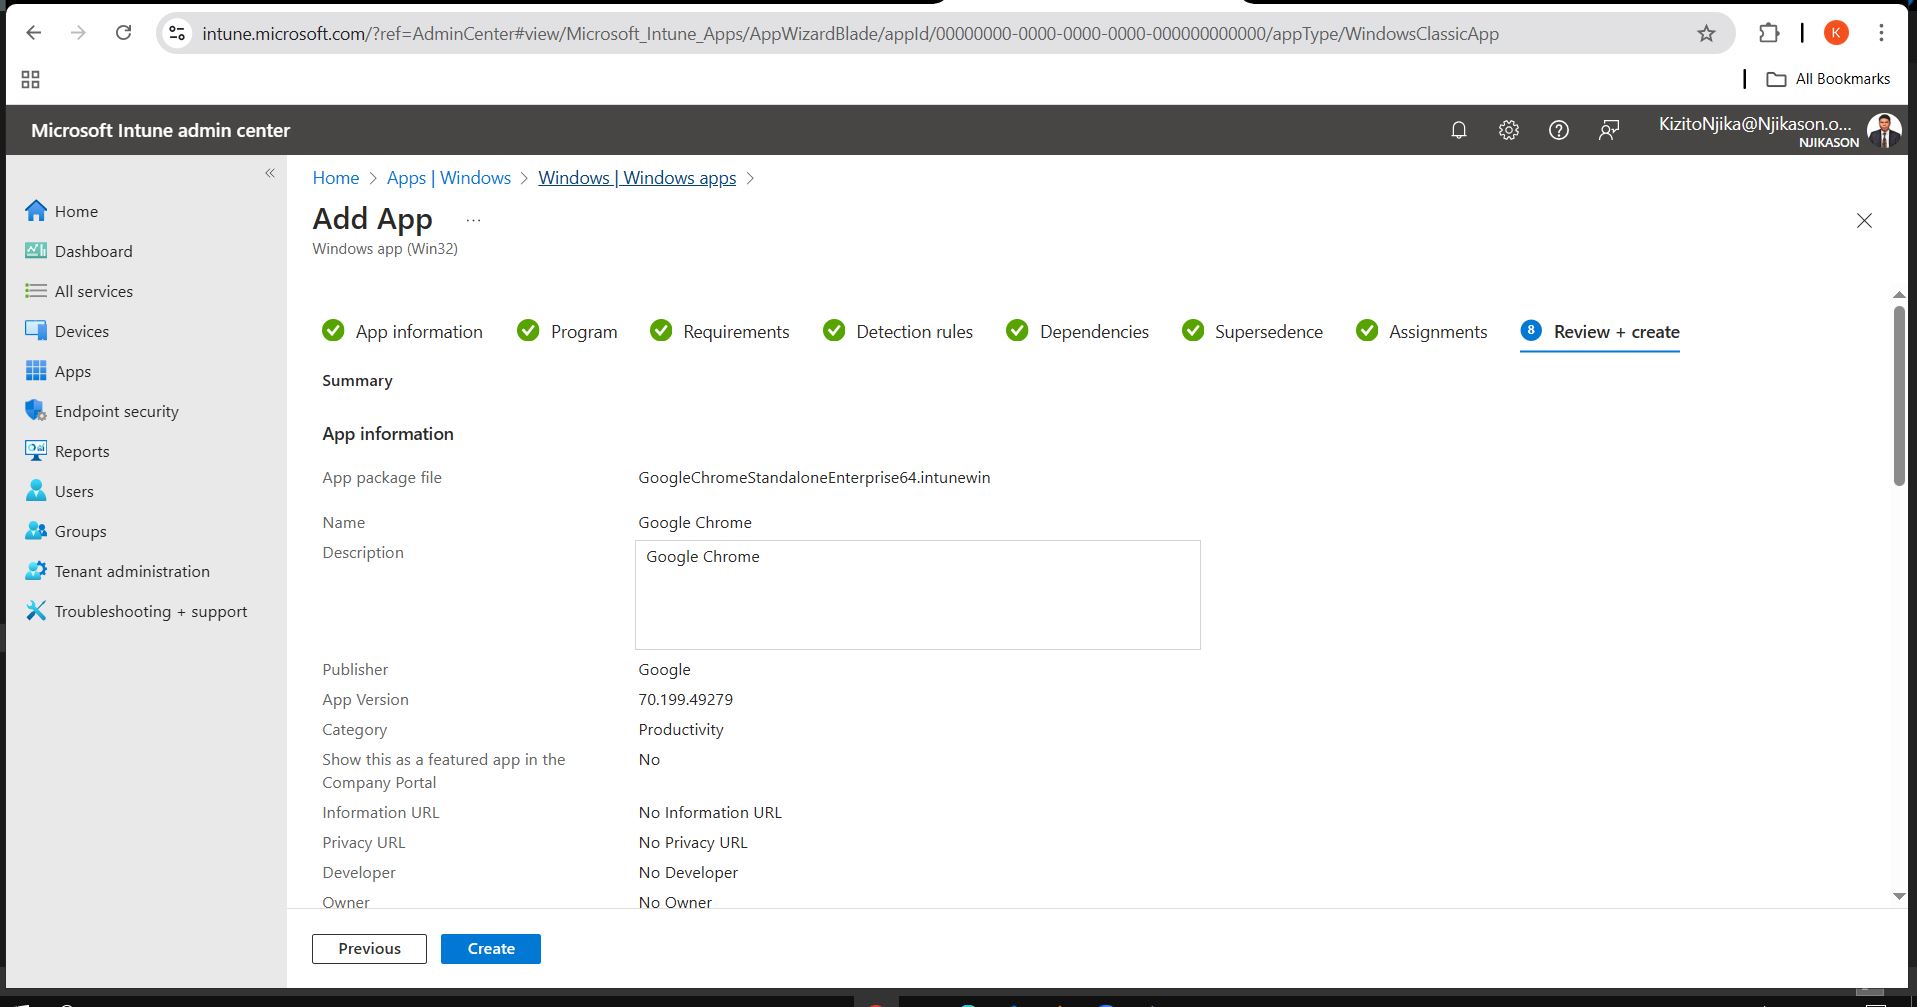 intune.microsoft.com/?ref=AdminCenter#view/Microsoft_Intune_Apps/AppWizardBlade/appId/00000000-0000-0000-0000-000000000000/appType/WindowsClassicApp
K
All Bookmarks
Microsoft Intune admin center
KizitoNjika@Njikason.o...
NJIKASON
Home > Apps | Windows > Windows | Windows apps >
Add App ...
Windows app (Win32)
Home
Dashboard
All services
Devices
Apps
Endpoint security
Reports
Users
Groups
Tenant administration
Troubleshooting + support
App information Program Requirements Detection rules Dependencies Supersedence Assignments 8 Review + create
Summary
App information
App package file GoogleChromeStandaloneEnterprise64.intunewin
Name Google Chrome
Description Google Chrome
Publisher Google
App Version 70.199.49279
Category Productivity
Show this as a featured app in the No
Company Portal
Information URL No Information URL
Privacy URL No Privacy URL
Developer No Developer
Owner No Owner
Previous Create